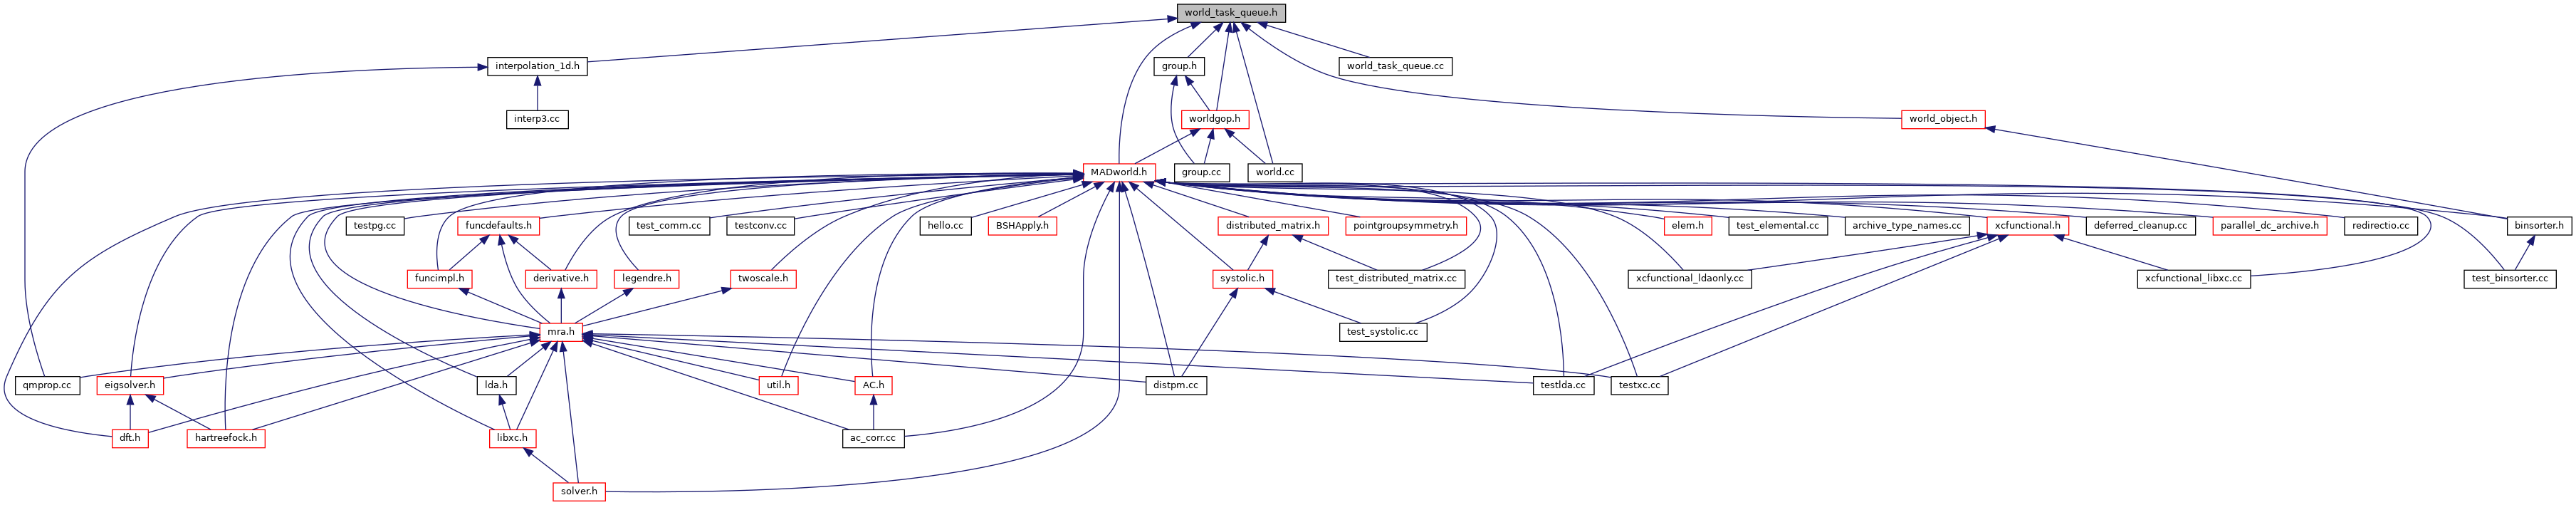 world_task_queue.h
interpolation_1d.h
group.h
world_task_queue.cc
interp3.cc
worldgop.h
world_object.h
MADworld.h
group.cc
world.cc
testpg.cc
funcdefaults.h
test_comm.cc
testconv.cc
hello.cc
BSHApply.h
distributed_matrix.h
pointgroupsymmetry.h
elem.h
test_elemental.cc
archive_type_names.cc
xcfunctional.h
deferred_cleanup.cc
parallel_dc_archive.h
redirectio.cc
binsorter.h
funcimpl.h
derivative.h
legendre.h
twoscale.h
systolic.h
test_distributed_matrix.cc
xcfunctional_ldaonly.cc
xcfunctional_libxc.cc
test_binsorter.cc
mra.h
test_systolic.cc
qmprop.cc
eigsolver.h
lda.h
util.h
AC.h
distpm.cc
testlda.cc
testxc.cc
dft.h
hartreefock.h
libxc.h
ac_corr.cc
solver.h